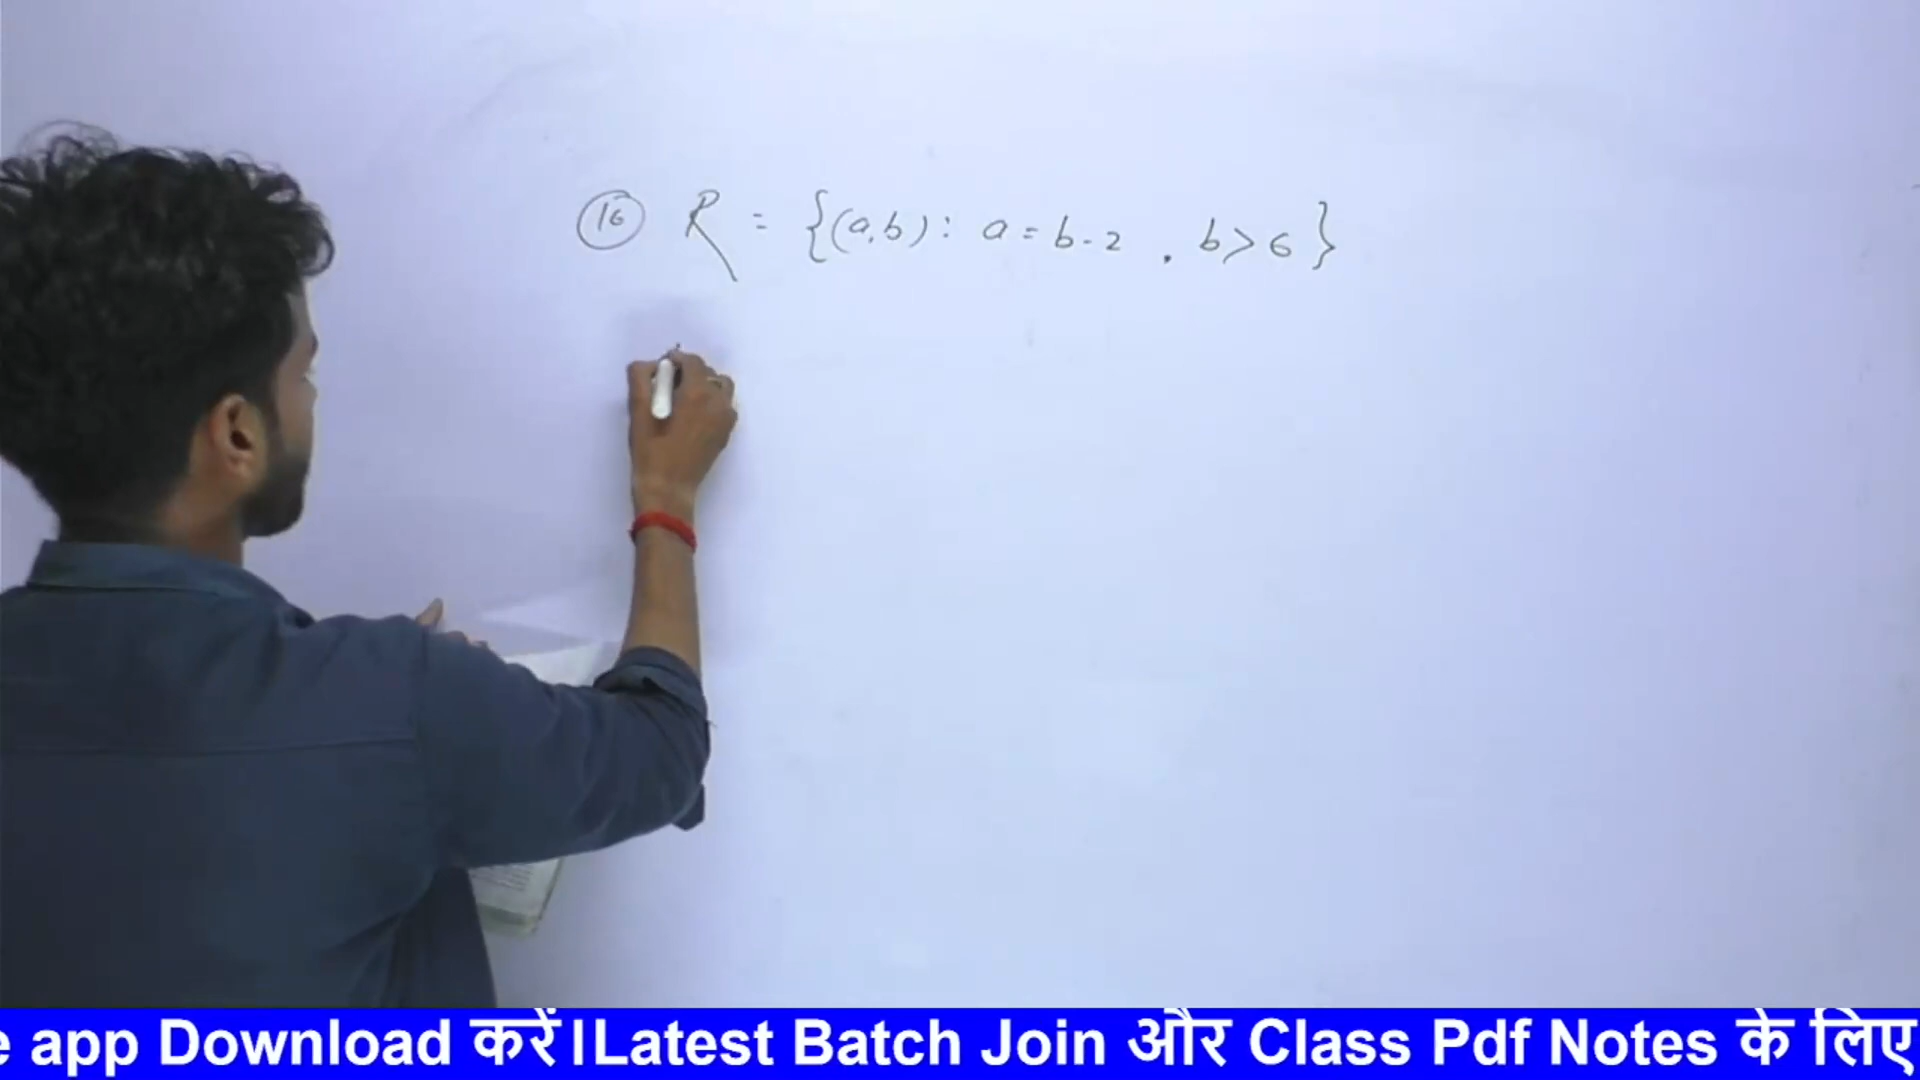 (16) R = {(a,b): a = b-2 , b>6}
e app Download करें।Latest Batch Join और Class Pdf Notes के लिए